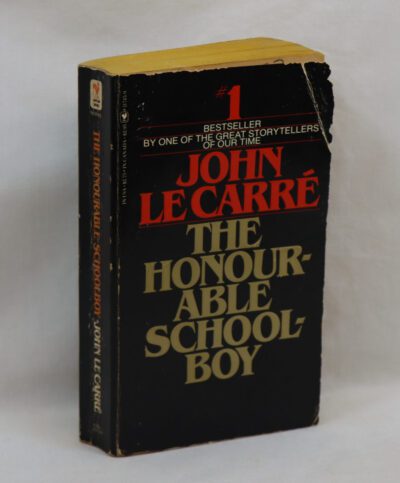 #1
BESTSELLER
BY ONE OF THE GREAT STORYTELLERS
OF OUR TIME
JOHN
LE CARRÉ
THE
HONOUR-
ABLE
SCHOOL-
BOY
THE HONOURABLE SCHOOLBOY JOHN LE CARRÉ